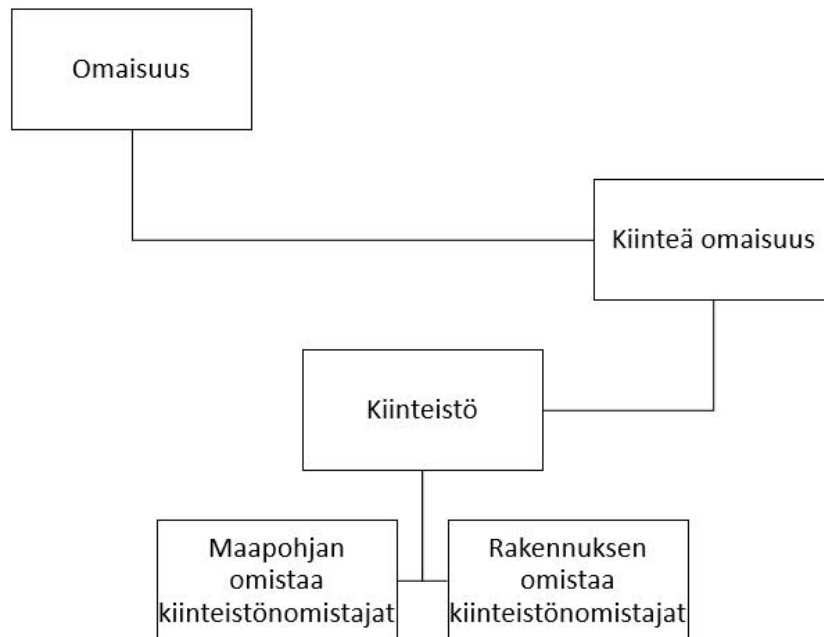 Omaisuus
Kiinteä omaisuus
Kiinteistö
Maapohjan
omistaa
kiinteistönomistajat
Rakennuksen
omistaa
kiinteistönomistajat